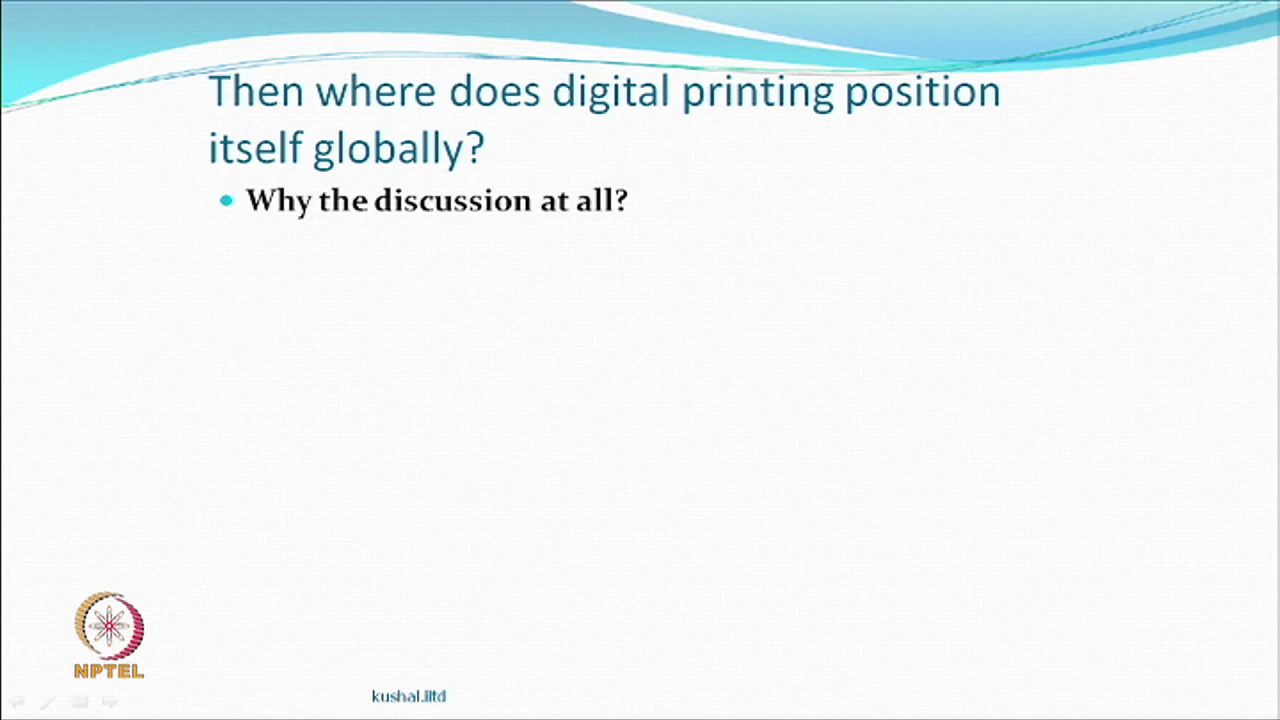 Then where does digital printing position
itself globally?
Why the discussion at all?
NPTEL
kushal.iitd